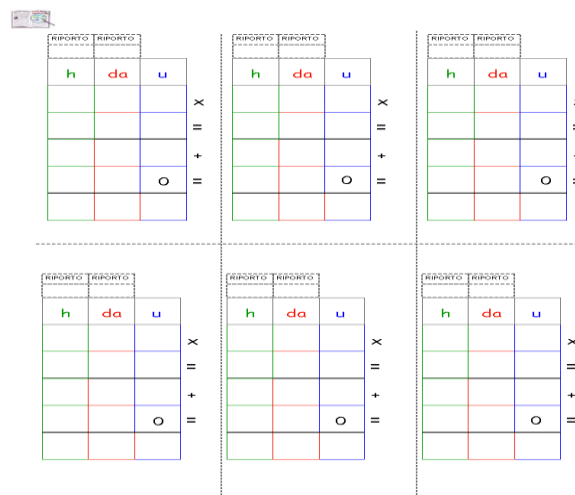 RIPORTO RIPORTO RIPORTO RIPORTO RIPORTO RIPORTO
h da u h da u h da u
x x
= =
+ + +
0 = 0 = 0 =
RIPORTO RIPORTO RIPORTO RIPORTO RIPORTO RIPORTO
h da u h da u h da u
x x x
= = =
+ + +
0 = 0 = 0 =